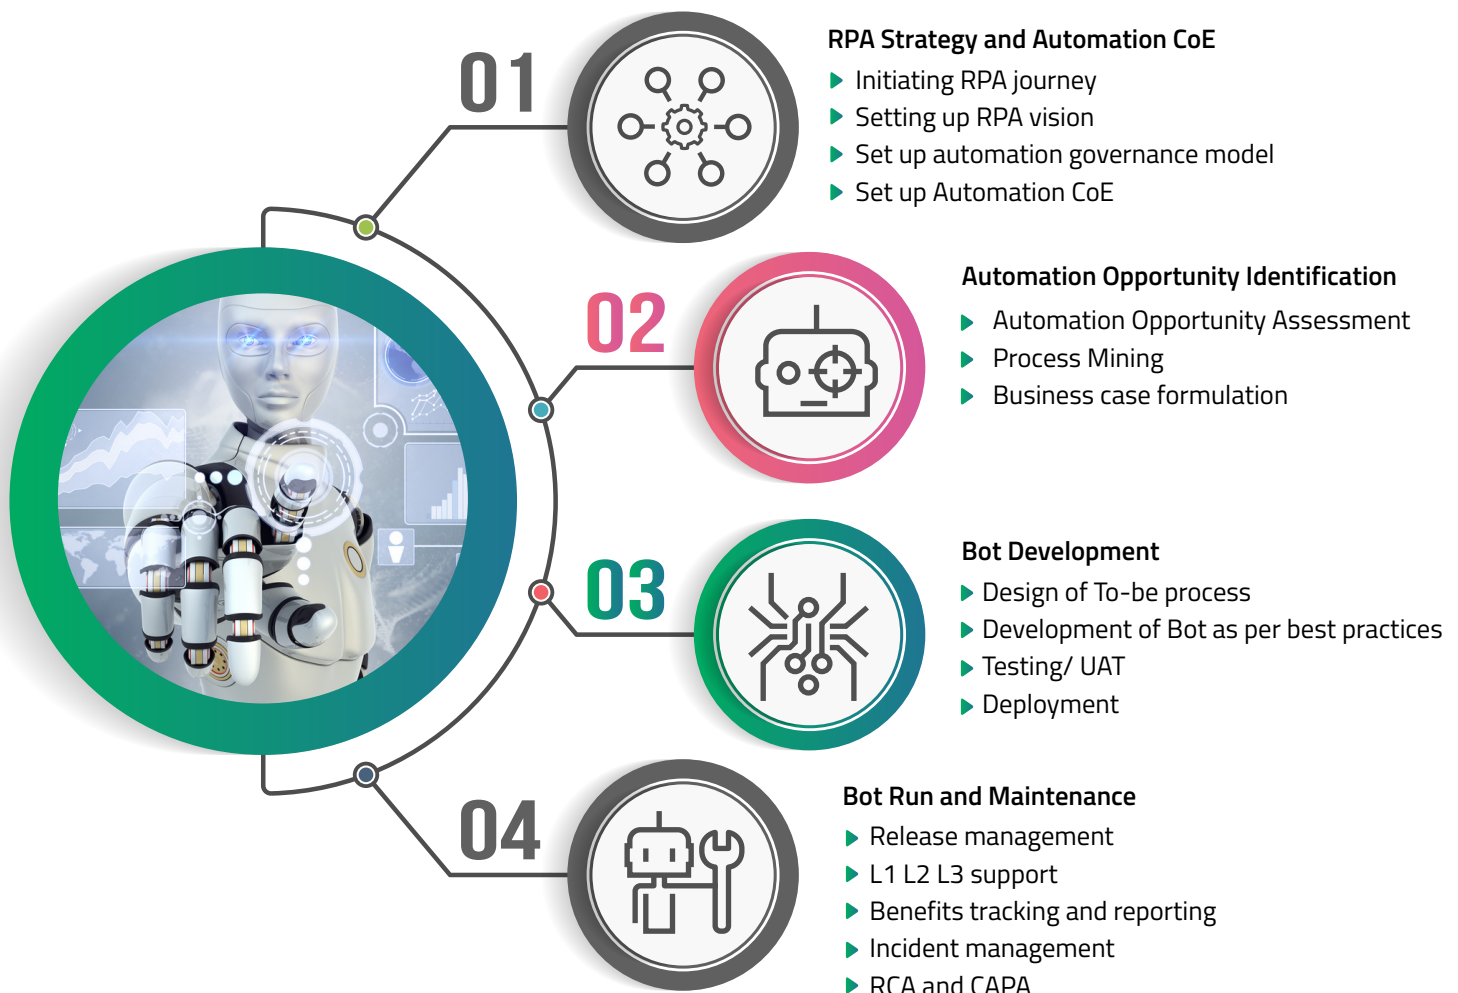 01
RPA Strategy and Automation CoE
Initiating RPA journey
Setting up RPA vision
Set up automation governance model
Set up Automation CoE
02
Automation Opportunity Identification
Automation Opportunity Assessment
Process Mining
Business case formulation
03
Bot Development
Design of To-be process
Development of Bot as per best practices
Testing/ UAT
Deployment
04
Bot Run and Maintenance
Release management
L1 L2 L3 support
Benefits tracking and reporting
Incident management
RCA and CAPA